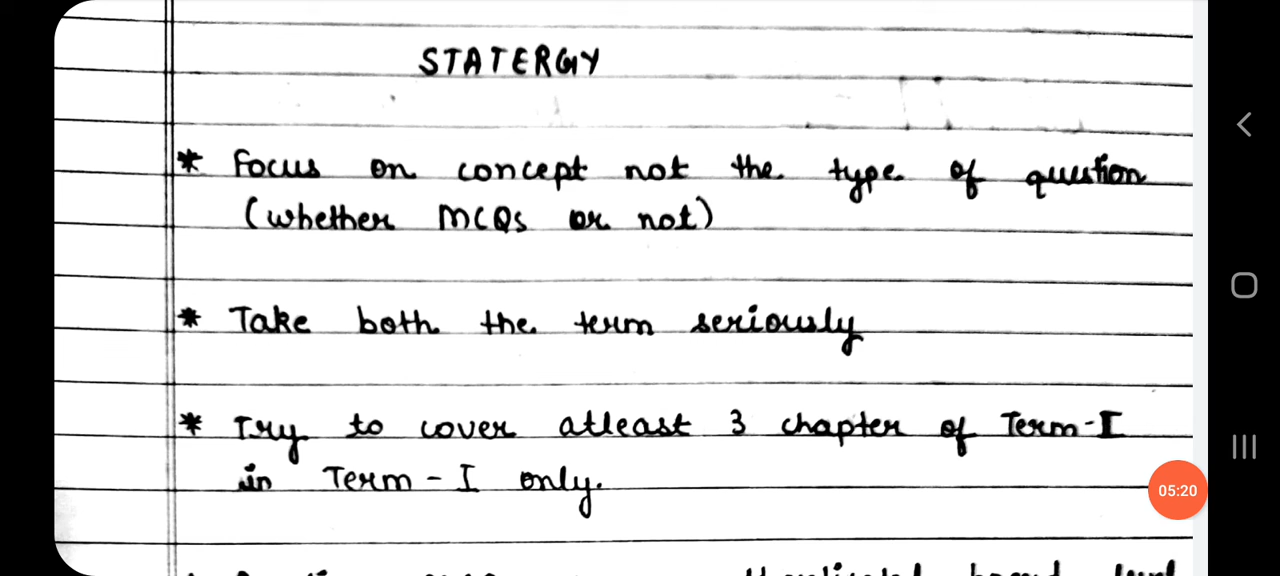 STATERGY
* Focus on concept not the type of question
(whether MCQs or not)
* Take both the term seriously
* Try to cover atleast 3 chapter of Term-I
in Term-I only.
05:20